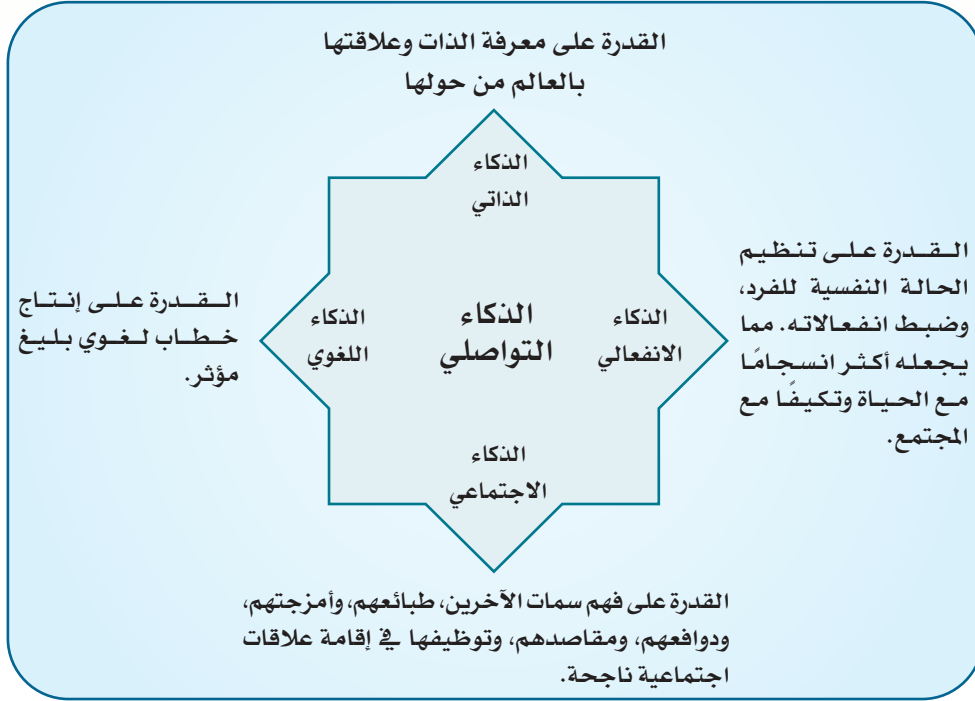 القدرة على معرفة الذات وعلاقتها
بالعالم من حولها
الذكاء
الذاتي
القدرة على تنظيم
الحالة النفسية للفرد،
وضبط انفعالاته. مما
يجعله أكثر انسجامًا
مع الحياة وتكيفًا مع
المجتمع.
الذكاء
الانفعالي
الذكاء
التواصلي
الذكاء
اللغوي
القدرة على إنتاج
خطاب لغوي بليغ
مؤثر.
الذكاء
الاجتماعي
القدرة على فهم سمات الآخرين، طبائعهم، وأمزجتهم،
ودوافعهم، ومقاصدهم، وتوظيفها في إقامة علاقات
اجتماعية ناجحة.